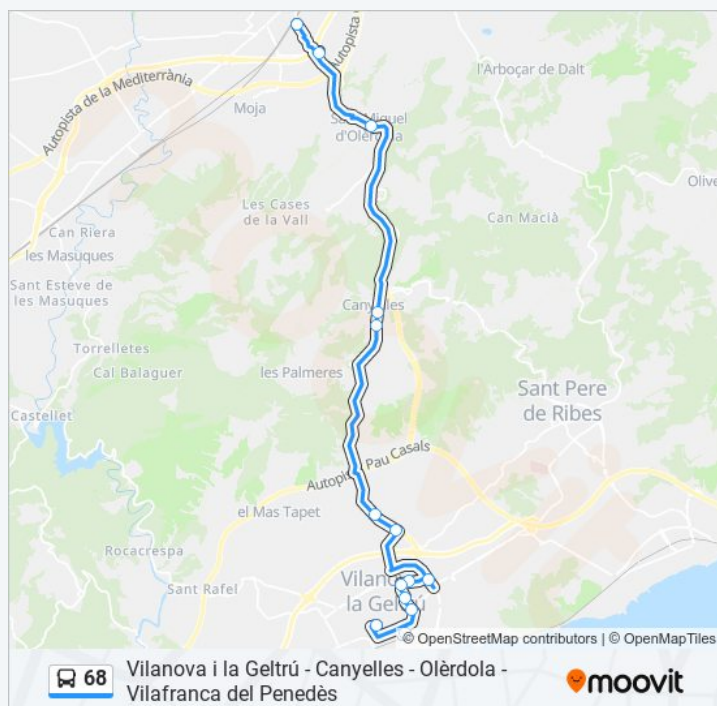 Autopista
l'Arboçar de Dalt
Autopista de la Mediterrània
Moja
Sant Miquel
d'Olèrdola
Olive
Les Cases
de la Vall
Can Macià
Can Riera
les Masuques
Sant Esteve de
les Masuques
Canyelles
Torrelletes
Cal Balaguer
les Palmeres
Sant Pere
de Ribes
Castellet
Autopista Pau Casals
el Mas Tapet
Rocacrespa
Sant Rafel
Vilanova i
la Geltrú
© OpenStreetMap contributors | © OpenMapTiles
68
Vilanova i la Geltrú - Canyelles - Olèrdola -
Vilafranca del Penedès
moovit